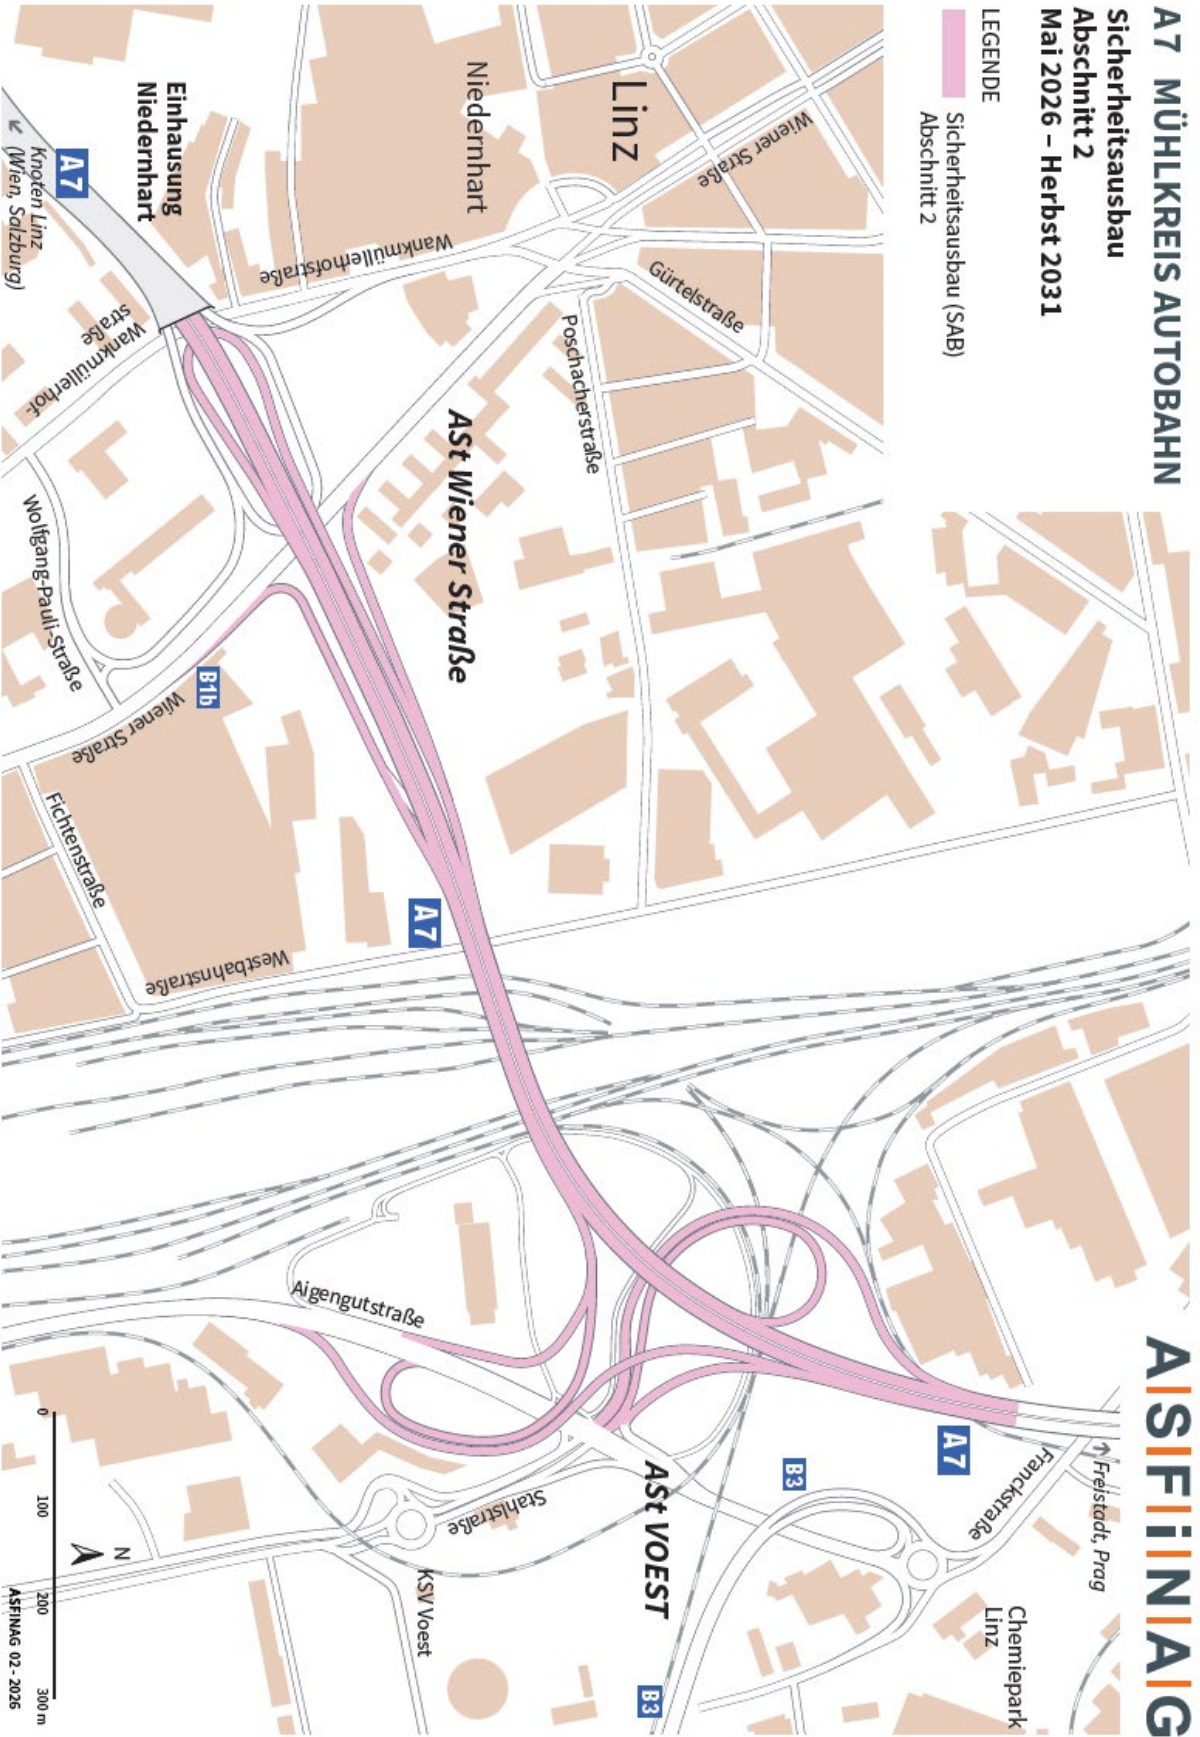 A7 MÜHLKREIS AUTOBAHN
Sicherheitsausbau
Abschnitt 2
Mai 2026 – Herbst 2031
LEGENDE
Sicherheitsausbau (SAB)
Abschnitt 2
ASFiNAG
Linz
Wiener Straße
Niedernhart
Gürtelstraße
Einhausung
Niedernhart
Wankmüllerhofstraße
Poschacherstraße
A7
Knoten Linz
(Wien, Salzburg)
Wankmüllerhof-
straße
ASt Wiener Straße
Wolfgang-Pauli-Straße
B1b
Wiener Straße
Fichtenstraße
A7
Westbahnstraße
Aigengutstraße
A7
Freistadt, Prag
Franckstraße
B3
ASt VOEST
Stahlstraße
KSV Voest
Chemiepark
Linz
B3
N
0 100 200 300 m
ASFINAG 02 - 2026